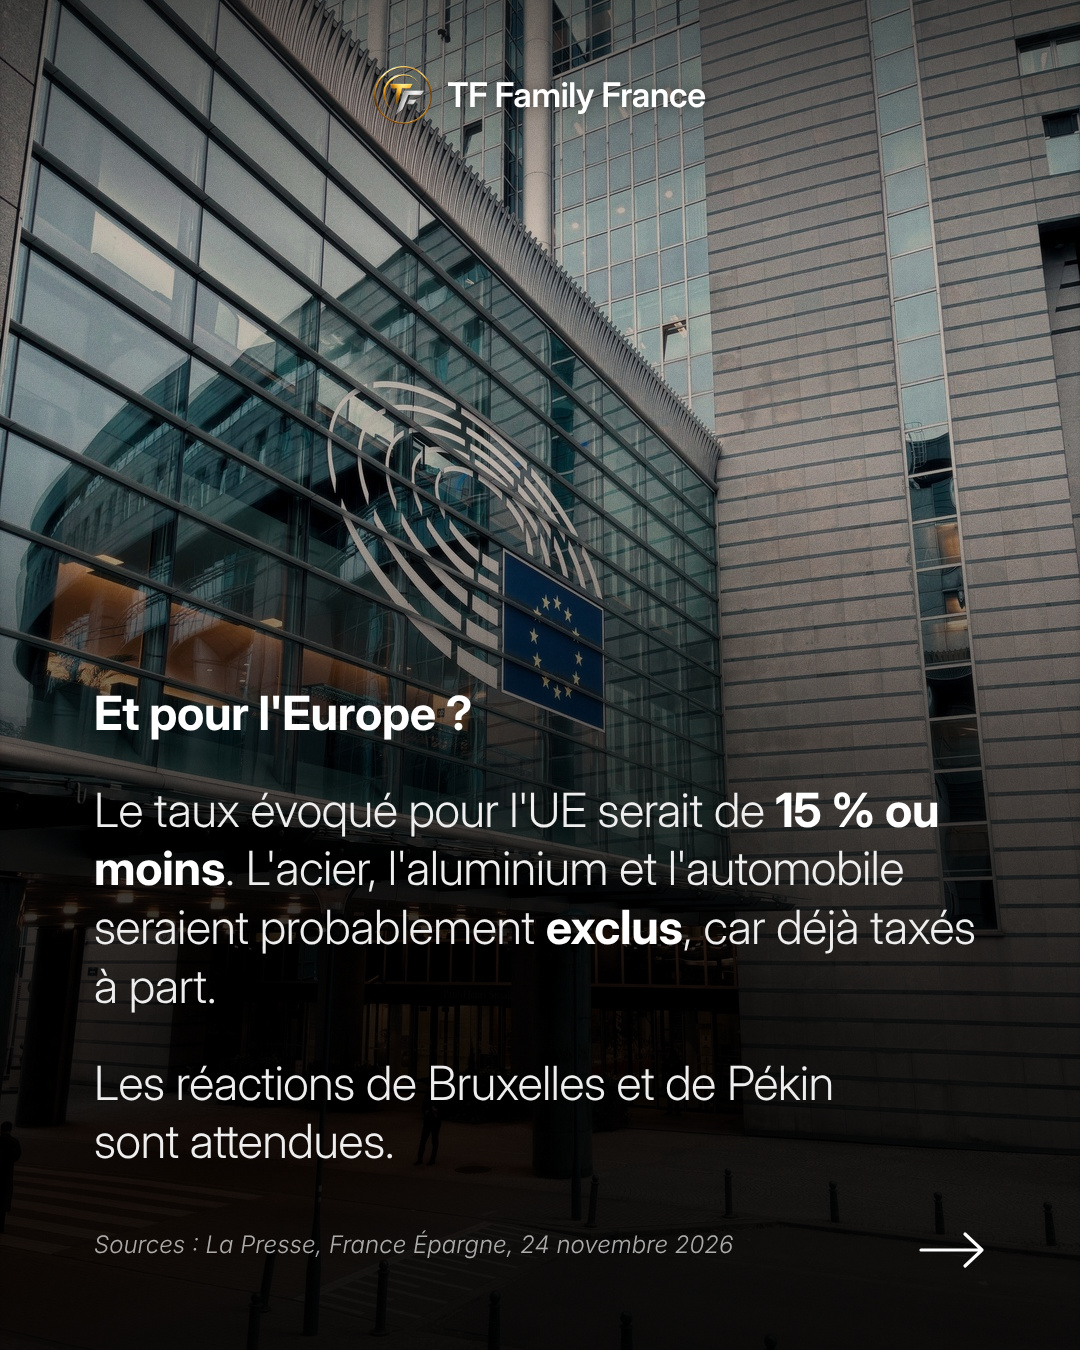 TF Family France
Et pour l'Europe ?
Le taux évoqué pour l'UE serait de 15 % ou
moins. L'acier, l'aluminium et l'automobile
seraient probablement exclus, car déjà taxés
à part.
Les réactions de Bruxelles et de Pékin
sont attendues.
Sources : La Presse, France Épargne, 24 novembre 2026